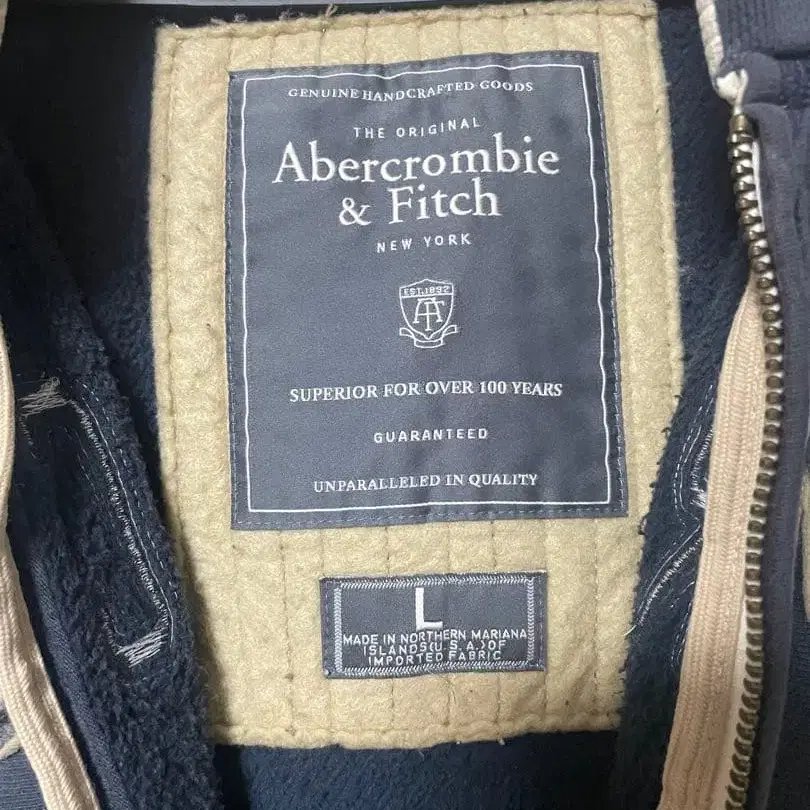 GENUINE HANDCRAFTED GOODS
THE ORIGINAL
Abercrombie
& Fitch
NEW YORK
EST.1892
AF
SUPERIOR FOR OVER 100 YEARS
GUARANTEED
UNPARALLELED IN QUALITY
L
MADE IN NORTHERN MARIANA
ISLANDS(U.S.A.)OF
IMPORTED FABRIC